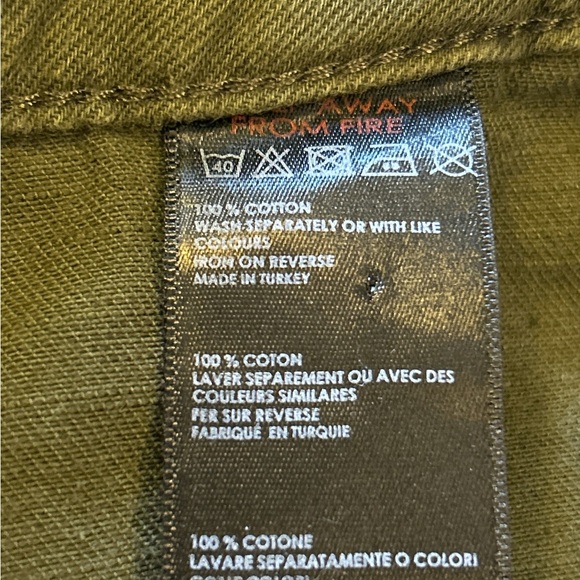 AWAY
FROM FIRE
40
100 % COTTON
WASH SEPARATELY OR WITH LIKE
COLOURS
IRON ON REVERSE
MADE IN TURKEY
100 % COTON
LAVER SEPAREMENT OU AVEC DES
COULEURS SIMILARES
PER SUR REVERSE
FABRIQUÉ EN TURQUIE
100 % COTONE
LAVARE SEPARATAMENTE O COLORI